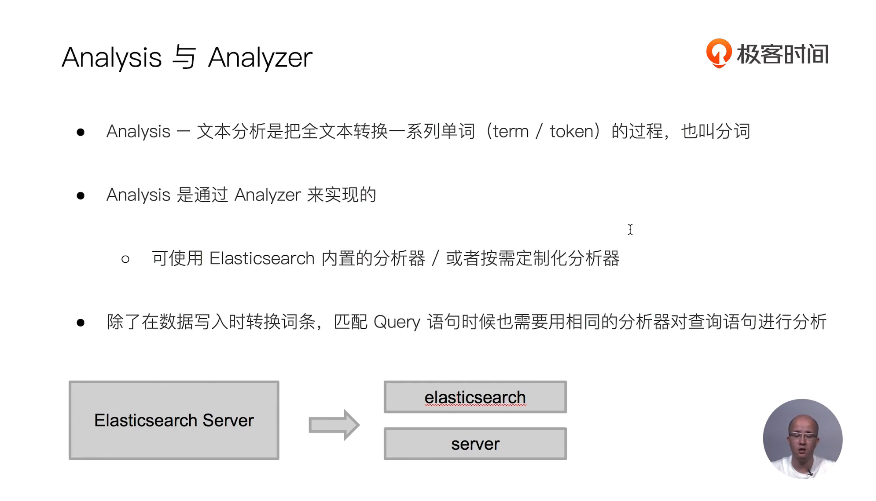 Analysis 与 Analyzer
极客时间
● Analysis — 文本分析是把全文本转换一系列单词（term / token）的过程，也叫分词
● Analysis 是通过 Analyzer 来实现的
○ 可使用 Elasticsearch 内置的分析器 / 或者按需定制化分析器
● 除了在数据写入时转换词条，匹配 Query 语句时候也需要用相同的分析器对查询语句进行分析
Elasticsearch Server
elasticsearch
server